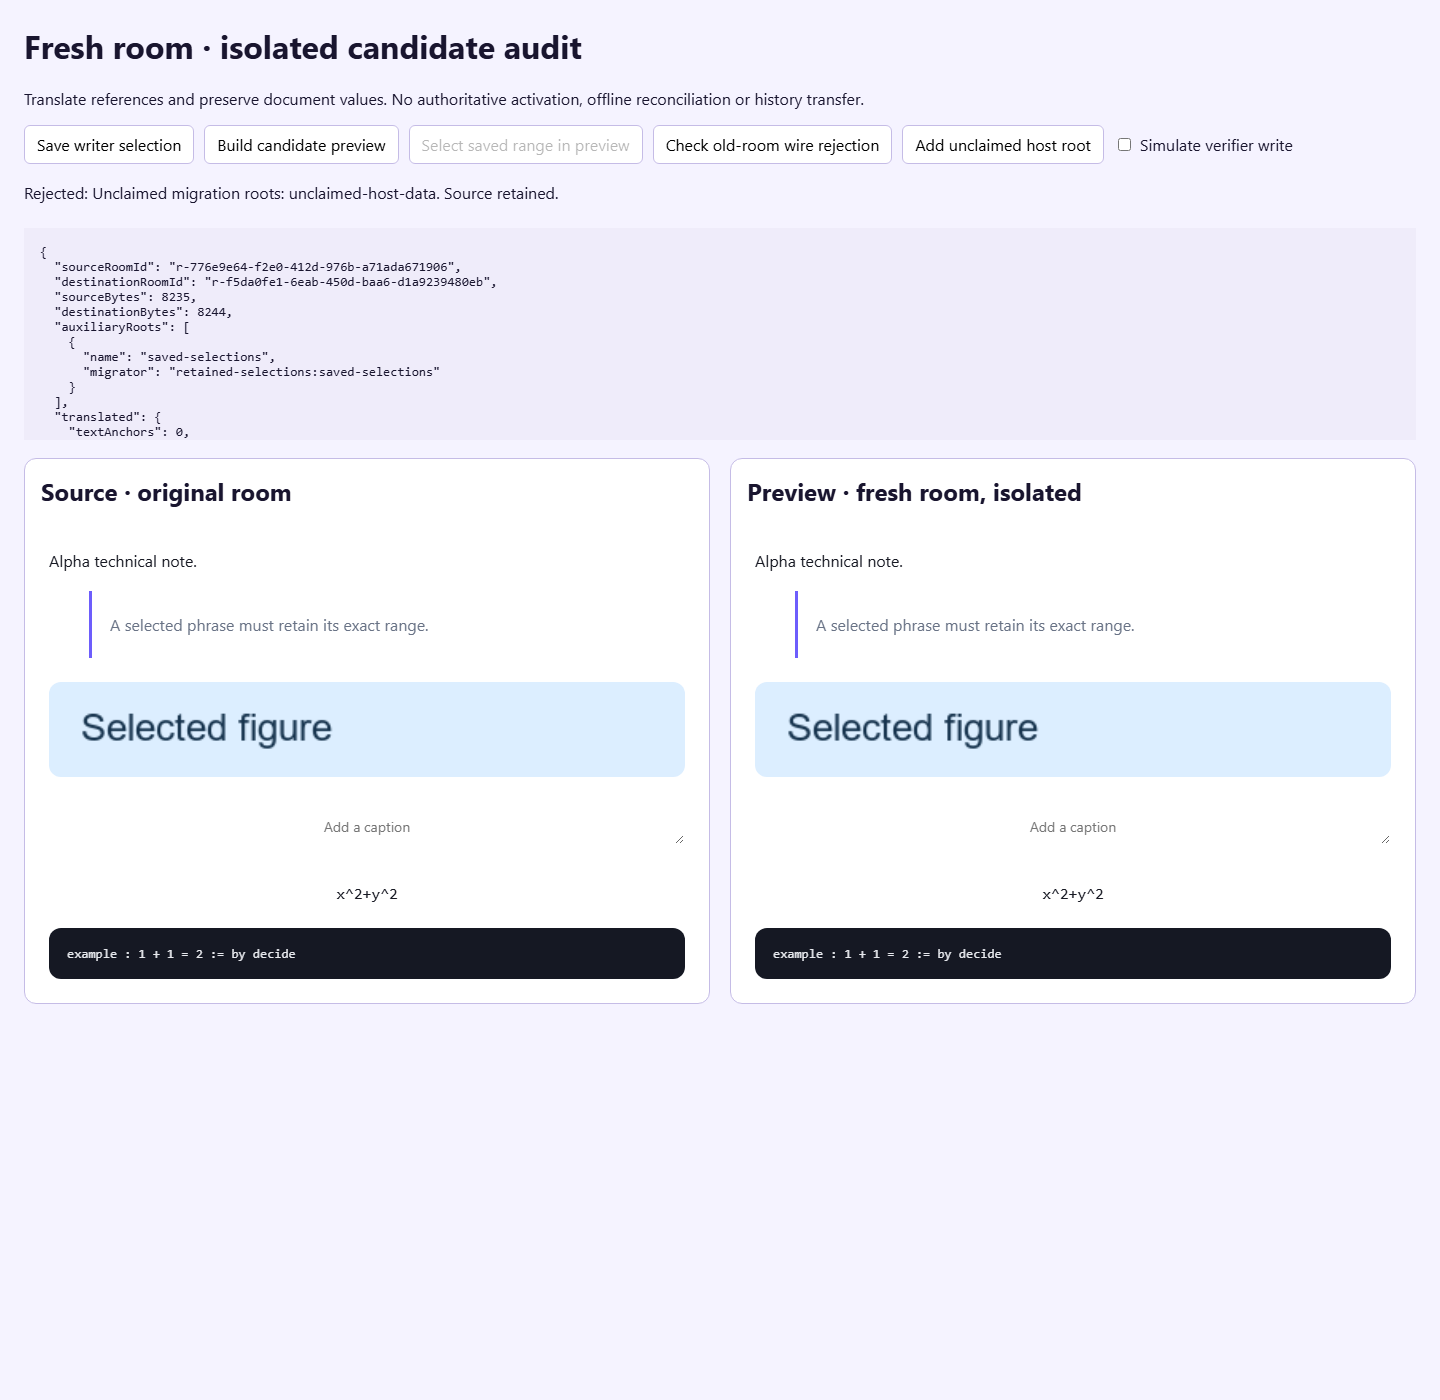 Fresh room · isolated candidate audit
Translate references and preserve document values. No authoritative activation, offline reconciliation or history transfer.
Save writer selection
Build candidate preview
Select saved range in preview
Check old-room wire rejection
Add unclaimed host root
Simulate verifier write
Rejected: Unclaimed migration roots: unclaimed-host-data. Source retained.
{
  "sourceRoomId": "r-776e9e64-f2e0-412d-976b-a71ada671906",
  "destinationRoomId": "r-f5da0fe1-6eab-450d-baa6-d1a9239480eb",
  "sourceBytes": 8235,
  "destinationBytes": 8244,
  "auxiliaryRoots": [
    {
      "name": "saved-selections",
      "migrator": "retained-selections:saved-selections"
    }
  ],
  "translated": {
    "textAnchors": 0,
Source · original room
Alpha technical note.
A selected phrase must retain its exact range.
Selected figure
Add a caption
x^2+y^2
example : 1 + 1 = 2 := by decide
Preview · fresh room, isolated
Alpha technical note.
A selected phrase must retain its exact range.
Selected figure
Add a caption
x^2+y^2
example : 1 + 1 = 2 := by decide